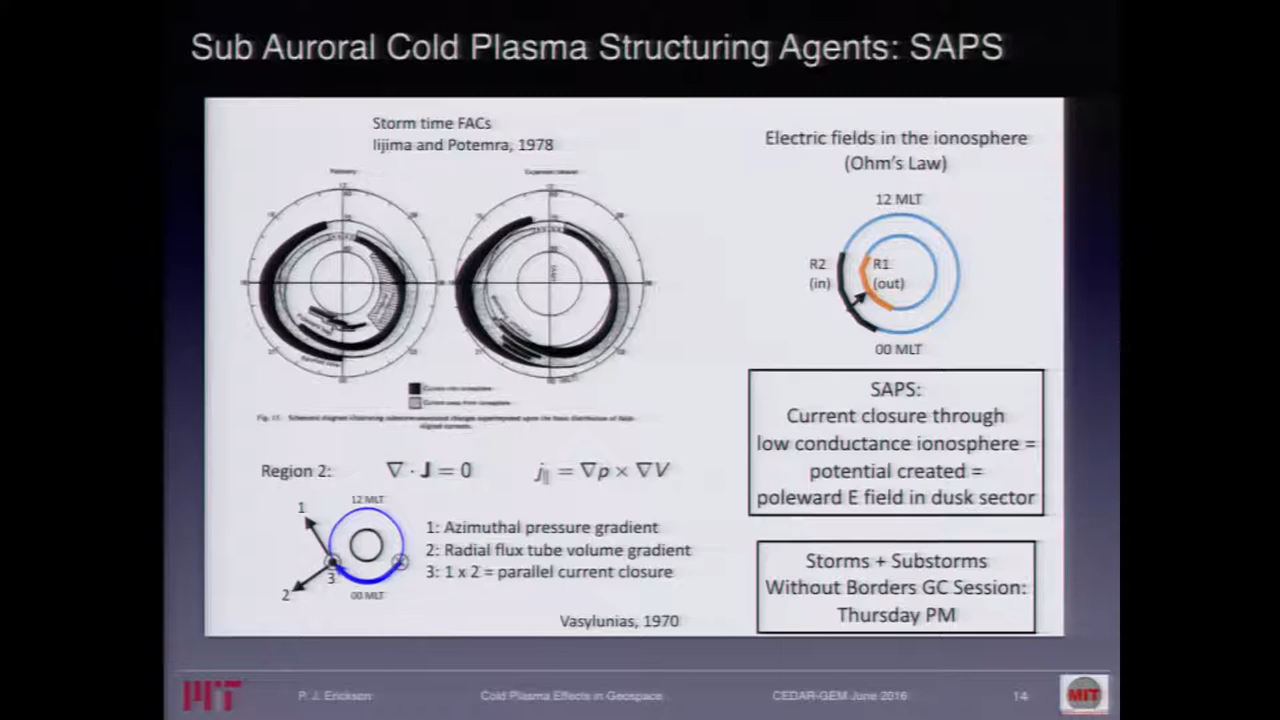 Sub Auroral Cold Plasma Structuring Agents: SAPS
Storm time FACs
Iijima and Potemra, 1978
Electric fields in the ionosphere
(Ohm's Law)
12 MLT
R2
(in)
R1
(out)
00 MLT
SAPS:
Current closure through
low conductance ionosphere =
potential created =
poleward E field in dusk sector
Region 2: ∇ · J = 0 j∥ = ∇p × ∇V
12 MLT
1
2
3
00 MLT
1: Azimuthal pressure gradient
2: Radial flux tube volume gradient
3: 1 x 2 = parallel current closure
Vasylunias, 1970
Storms + Substorms
Without Borders GC Session:
Thursday PM
MIT
P. J. Erickson
Cold Plasma Effects in Geospace
CEDAR-GEM June 2016
14
MIT